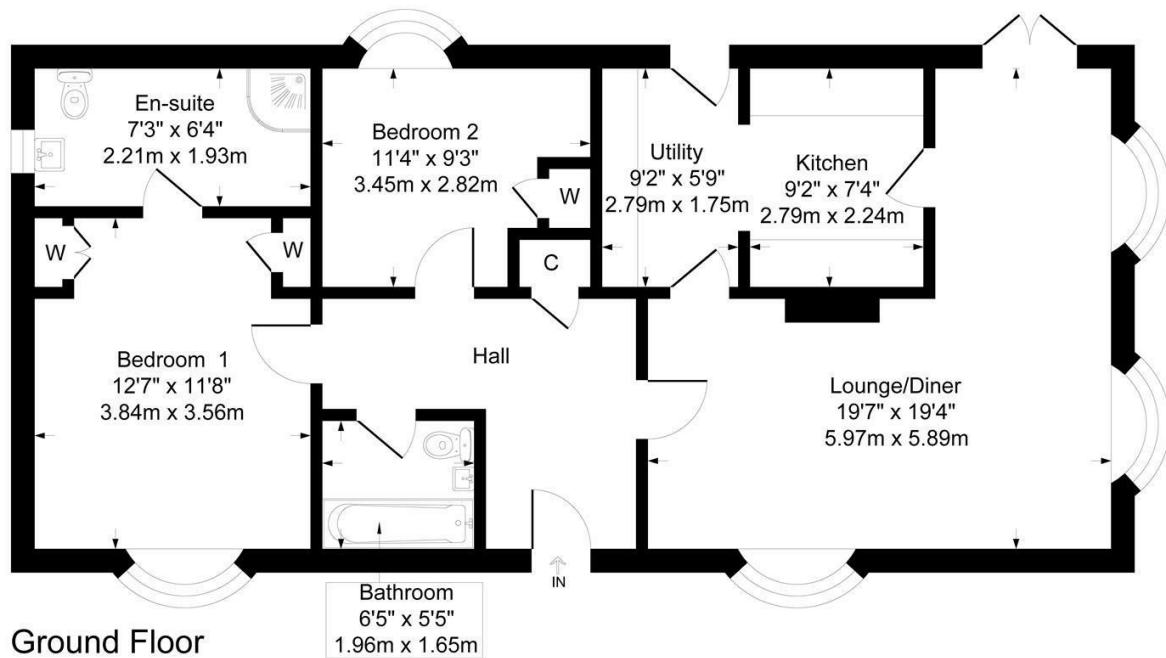 En-suite
7'3" x 6'4"
2.21m x 1.93m
Bedroom 2
11'4" x 9'3"
3.45m x 2.82m
Utility
9'2" x 5'9"
2.79m x 1.75m
Kitchen
9'2" x 7'4"
2.79m x 2.24m
W
W
W
C
Bedroom 1
12'7" x 11'8"
3.84m x 3.56m
Hall
Lounge/Diner
19'7" x 19'4"
5.97m x 5.89m
IN
Bathroom
6'5" x 5'5"
1.96m x 1.65m
Ground Floor